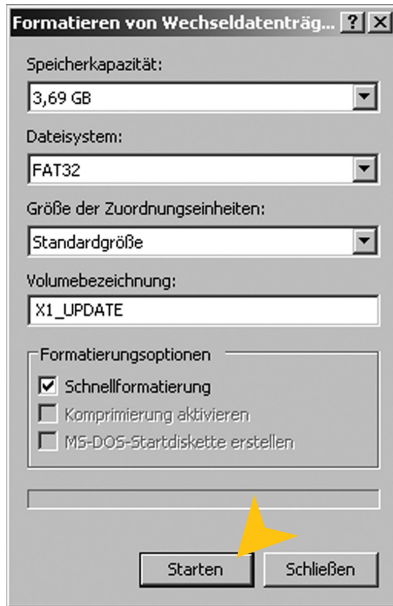 Formatieren von Wechseldatenträg... ? X
Speicherkapazität:
3,69 GB
Dateisystem:
FAT32
Größe der Zuordnungseinheiten:
Standardgröße
Volumebezeichnung:
X1_UPDATE
Formatierungsoptionen
Schnellformatierung
Komprimierung aktivieren
MS-DOS-Startdiskette erstellen
Starten Schließen